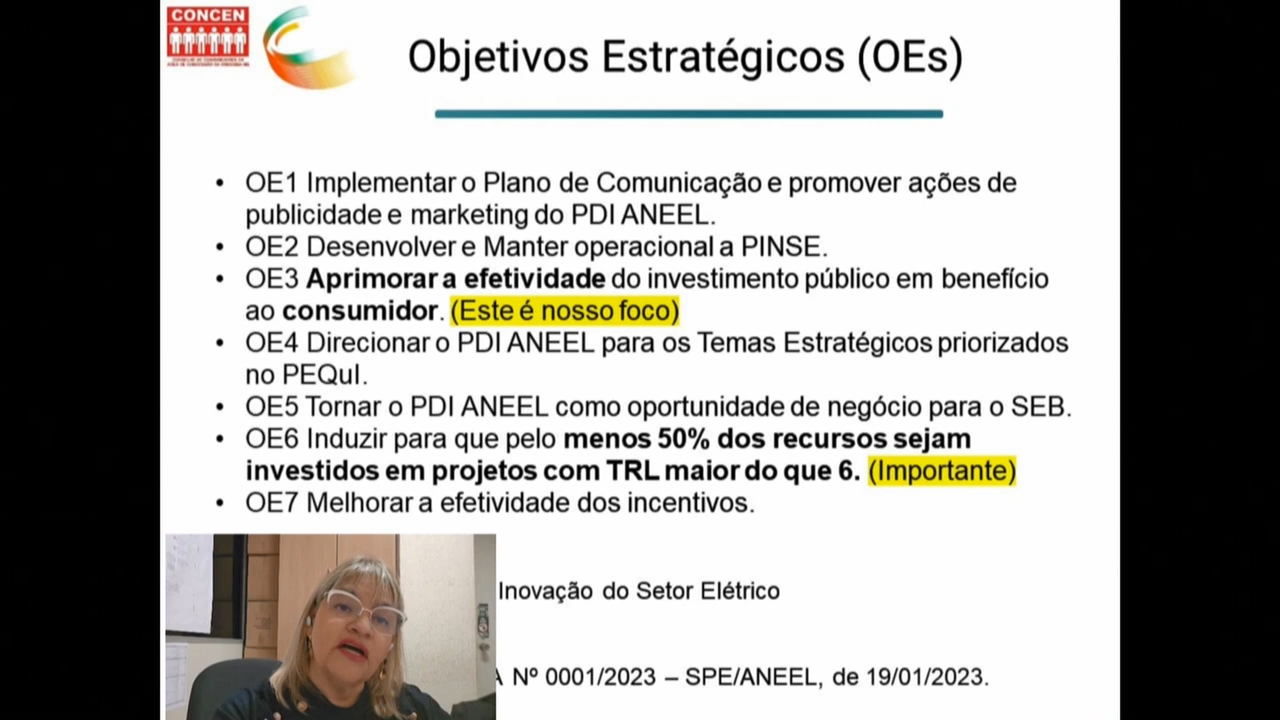 CONCEN
Objetivos Estratégicos (OEs)
• OE1 Implementar o Plano de Comunicação e promover ações de
publicidade e marketing do PDI ANEEL.
• OE2 Desenvolver e Manter operacional a PINSE.
• OE3 Aprimorar a efetividade do investimento público em benefício
ao consumidor. (Este é nosso foco)
• OE4 Direcionar o PDI ANEEL para os Temas Estratégicos priorizados
no PEQuI.
• OE5 Tornar o PDI ANEEL como oportunidade de negócio para o SEB.
• OE6 Induzir para que pelo menos 50% dos recursos sejam
investidos em projetos com TRL maior do que 6. (Importante)
• OE7 Melhorar a efetividade dos incentivos.
Inovação do Setor Elétrico
Nº 0001/2023 – SPE/ANEEL, de 19/01/2023.